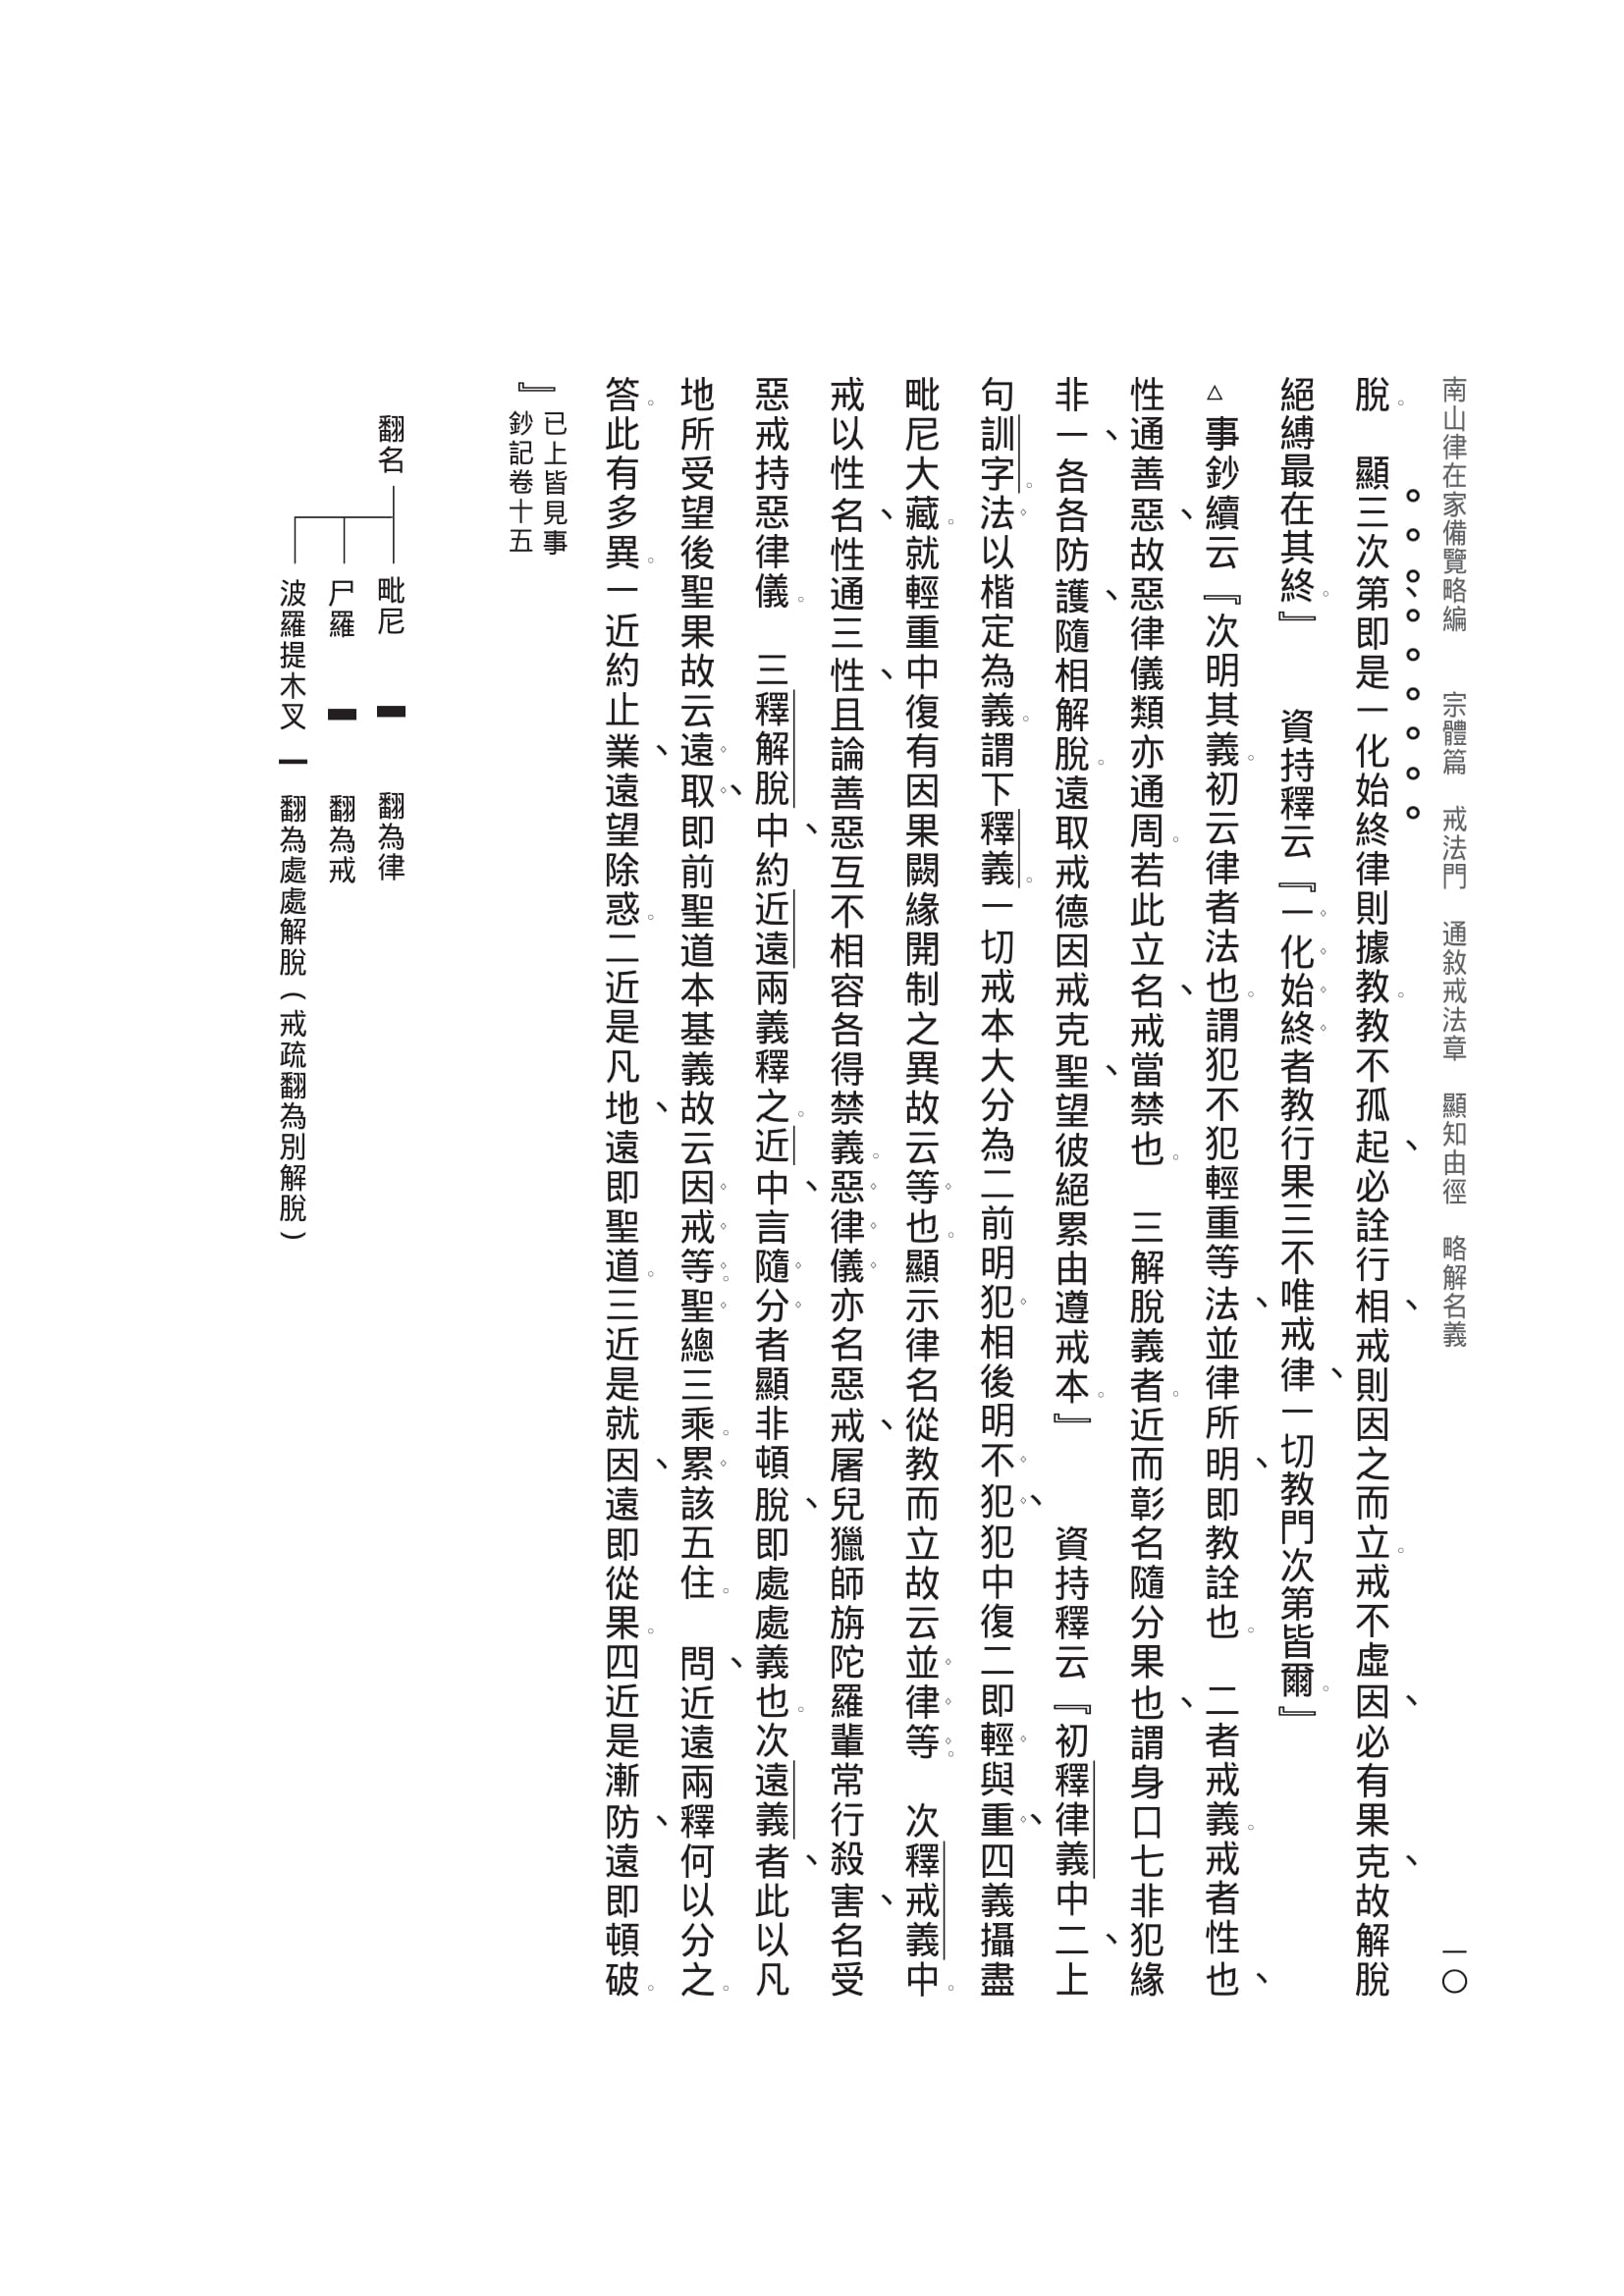 南山律在家備覽略編　宗體篇　戒法門　通敘戒法章　顯知由徑　略解名義　一〇
脫。　顯三次第、即是一化始終律則據教。教不孤起、必詮行相、戒則因之而立。戒不虛因、必有果克、故解脫
絕縛最在其終。』　資持釋云『一化始終者教行果三不唯戒律、一切教門次第皆爾。』
△事鈔續云『次明其義。初云律者法也。謂犯不犯輕重等法、並律所明、即教詮也。　二者戒義。戒者性也、
性通善惡、故惡律儀類亦通周。若此立名、戒當禁也。　三解脫義者。近而彰名隨分果也、謂身口七非犯緣
非一、各各防護、隨相解脫。遠取戒德因戒克聖、望彼絕累由遵戒本。』　資持釋云『初釋律義中二、上
句訓字。法以楷定為義。謂下釋義。一切戒本大分為二前明犯相後明不犯、犯中復二即輕與重、四義攝盡
毗尼大藏。就輕重中復有因果闕緣開制之異故云等也。顯示律名從教而立故云並律等。　次釋戒義中。
戒以性名、性通三性、且論善惡互不相容各得禁義。惡律儀亦名惡戒、屠兒獵師旃陀羅輩常行殺害、名受
惡戒持惡律儀。　三釋解脫中、約近遠兩義釋之。近中、言隨分者顯非頓脫、即處處義也。次遠義者、此以凡
地所受望後聖果故云遠取、即前聖道本基義故云因戒等。聖總三乘。累該五住。　問、近遠兩釋何以分之。
答。此有多異。一近約止業、遠望除惑。二近是凡地、遠即聖道。三近是就因、遠即從果。四近是漸防、遠即頓破。
』已上皆見事
鈔記卷十五
翻名
毗尼　━　翻為律
尸羅　━　翻為戒
波羅提木叉　━　翻為處處解脫（戒疏翻為別解脫）